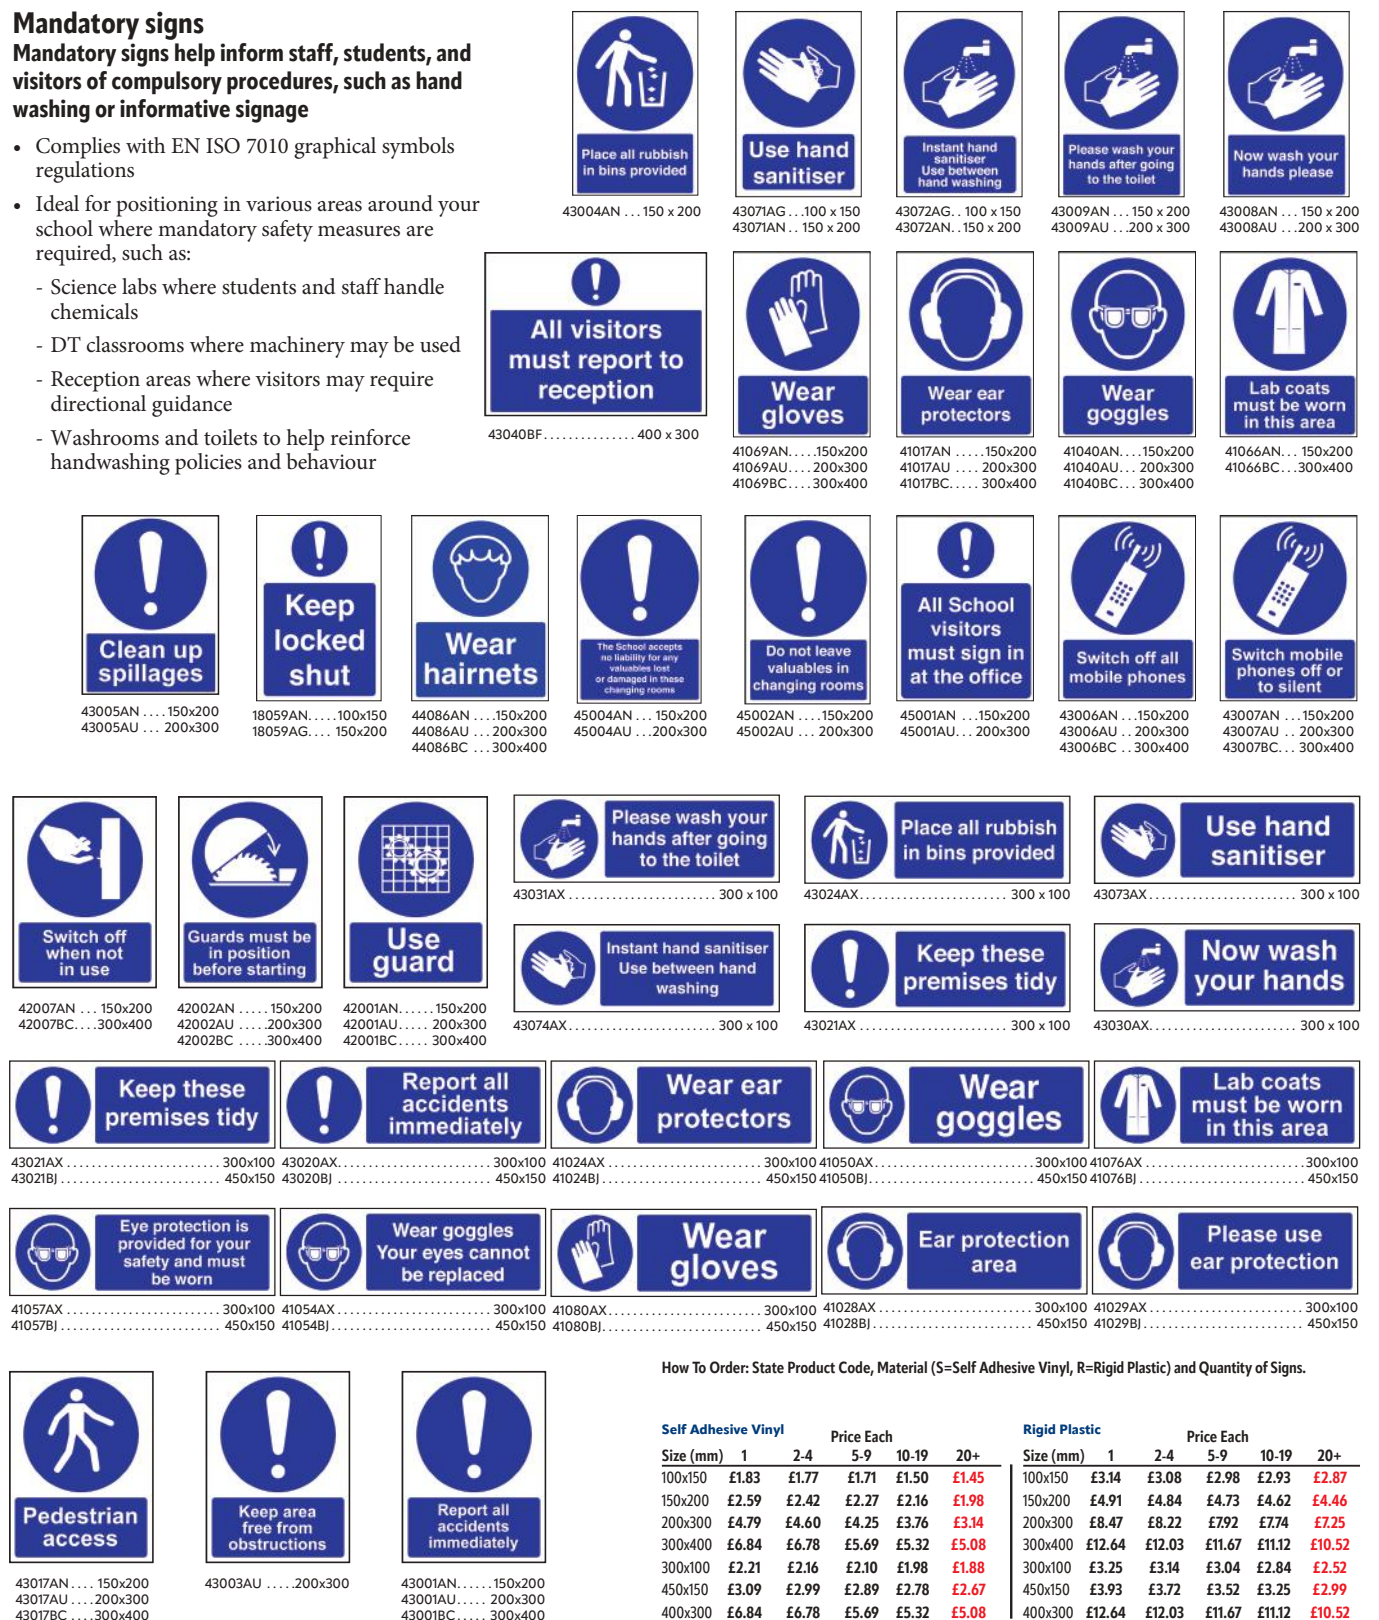 Mandatory signs
Mandatory signs help inform staff, students, and
visitors of compulsory procedures, such as hand
washing or informative signage
• Complies with EN ISO 7010 graphical symbols
regulations
• Ideal for positioning in various areas around your
school where mandatory safety measures are
required, such as:
- Science labs where students and staff handle
chemicals
- DT classrooms where machinery may be used
- Reception areas where visitors may require
directional guidance
- Washrooms and toilets to help reinforce
handwashing policies and behaviour
Place all rubbish
in bins provided
43004AN ... 150 x 200
Use hand
sanitiser
43071AG ...100 x 150
43071AN .. 150 x 200
Instant hand
sanitiser
Use between
hand washing
43072AG.. 100 x 150
43072AN.. 150 x 200
Please wash your
hands after going
to the toilet
43009AN ... 150 x 200
43009AU ...200 x 300
Now wash your
hands please
43008AN ... 150 x 200
43008AU ...200 x 300
All visitors
must report to
reception
43040BF............... 400 x 300
Wear
gloves
41069AN.....150x200
41069AU.... 200x300
41069BC....300x400
Wear ear
protectors
41017AN .....150x200
41017AU .... 200x300
41017BC..... 300x400
Wear
goggles
41040AN....150x200
41040AU... 200x300
41040BC... 300x400
Lab coats
must be worn
in this area
41066AN... 150x200
41066BC...300x400
Clean up
spillages
43005AN ....150x200
43005AU ... 200x300
Keep
locked
shut
18059AN.....100x150
18059AG.... 150x200
Wear
hairnets
44086AN ....150x200
44086AU ... 200x300
44086BC ...300x400
The School accepts
no liability for any
valuables lost
or damaged in these
changing rooms
45004AN ... 150x200
45004AU ...200x300
Do not leave
valuables in
changing rooms
45002AN ....150x200
45002AU ... 200x300
All School
visitors
must sign in
at the office
45001AN ...150x200
45001AU... 200x300
Switch off all
mobile phones
43006AN ...150x200
43006AU .. 200x300
43006BC .. 300x400
Switch mobile
phones off or
to silent
43007AN ...150x200
43007AU .. 200x300
43007BC... 300x400
Switch off
when not
in use
42007AN ... 150x200
42007BC....300x400
Guards must be
in position
before starting
42002AN ..... 150x200
42002AU .....200x300
42002BC .....300x400
Use
guard
42001AN......150x200
42001AU..... 200x300
42001BC..... 300x400
Please wash your
hands after going
to the toilet
43031AX ........................ 300 x 100
Place all rubbish
in bins provided
43024AX........................ 300 x 100
Use hand
sanitiser
43073AX........................ 300 x 100
Instant hand sanitiser
Use between hand
washing
43074AX........................ 300 x 100
Keep these
premises tidy
43021AX ........................ 300 x 100
Now wash
your hands
43030AX........................ 300 x 100
Keep these
premises tidy
43021AX .........................300x100
43021BJ .......................... 450x150
Report all
accidents
immediately
43020AX.........................300x100
43020BJ .......................... 450x150
Wear ear
protectors
41024AX .........................300x100
41024BJ .......................... 450x150
Wear
goggles
41050AX..........................300x100
41050BJ........................... 450x150
Lab coats
must be worn
in this area
41076AX ..........................300x100
41076BJ ........................... 450x150
Eye protection is
provided for your
safety and must
be worn
41057AX .........................300x100
41057BJ .......................... 450x150
Wear goggles
Your eyes cannot
be replaced
41054AX .........................300x100
41054BJ.......................... 450x150
Wear
gloves
41080AX.........................300x100
41080BJ.......................... 450x150
Ear protection
area
41028AX .........................300x100
41028BJ.......................... 450x150
Please use
ear protection
41029AX .........................300x100
41029BJ.......................... 450x150
Pedestrian
access
43017AN.... 150x200
43017AU ....200x300
43017BC ....300x400
Keep area
free from
obstructions
43003AU .....200x300
Report all
accidents
immediately
43001AN......150x200
43001AU..... 200x300
43001BC..... 300x400
How To Order: State Product Code, Material (S=Self Adhesive Vinyl, R=Rigid Plastic) and Quantity of Signs.
Self Adhesive Vinyl Price Each
Size (mm) 1 2-4 5-9 10-19 20+
100x150 £1.83 £1.77 £1.71 £1.50 £1.45
150x200 £2.59 £2.42 £2.27 £2.16 £1.98
200x300 £4.79 £4.60 £4.25 £3.76 £3.14
300x400 £6.84 £6.78 £5.69 £5.32 £5.08
300x100 £2.21 £2.16 £2.10 £1.98 £1.88
450x150 £3.09 £2.99 £2.89 £2.78 £2.67
400x300 £6.84 £6.78 £5.69 £5.32 £5.08
Rigid Plastic Price Each
Size (mm) 1 2-4 5-9 10-19 20+
100x150 £3.14 £3.08 £2.98 £2.93 £2.87
150x200 £4.91 £4.84 £4.73 £4.62 £4.46
200x300 £8.47 £8.22 £7.92 £7.74 £7.25
300x400 £12.64 £12.03 £11.67 £11.12 £10.52
300x100 £3.25 £3.14 £3.04 £2.84 £2.52
450x150 £3.93 £3.72 £3.52 £3.25 £2.99
400x300 £12.64 £12.03 £11.67 £11.12 £10.52